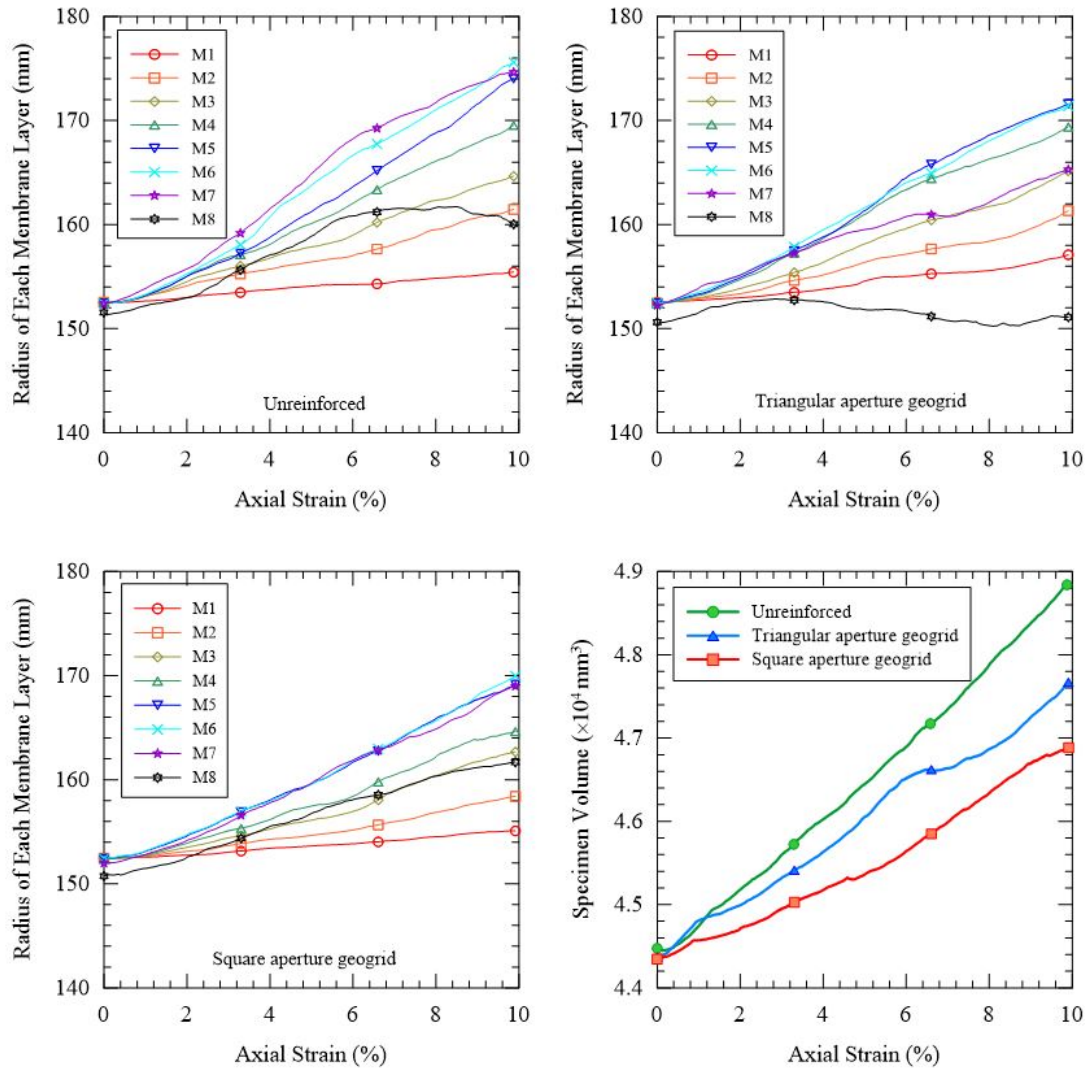 180
170
160
150
140
Radius of Each Membrane Layer (mm)
M1
M2
M3
M4
M5
M6
M7
M8
Unreinforced
0 2 4 6 8 10
Axial Strain (%)
180
170
160
150
140
Radius of Each Membrane Layer (mm)
M1
M2
M3
M4
M5
M6
M7
M8
Triangular aperture geogrid
0 2 4 6 8 10
Axial Strain (%)
180
170
160
150
140
Radius of Each Membrane Layer (mm)
M1
M2
M3
M4
M5
M6
M7
M8
Square aperture geogrid
0 2 4 6 8 10
Axial Strain (%)
4.9
4.8
4.7
4.6
4.5
4.4
Specimen Volume (×10⁴ mm³)
Unreinforced
Triangular aperture geogrid
Square aperture geogrid
0 2 4 6 8 10
Axial Strain (%)